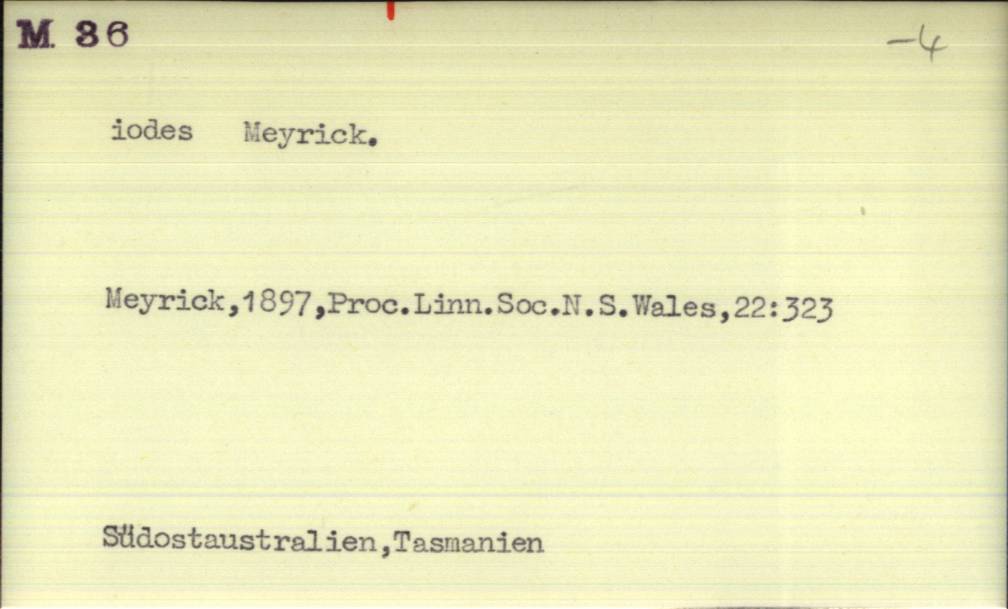 M. 36
-4
iodes Meyrick.
Meyrick,1897,Proc.Linn.Soc.N.S.Wales,22:323
Südostaustralien,Tasmanien